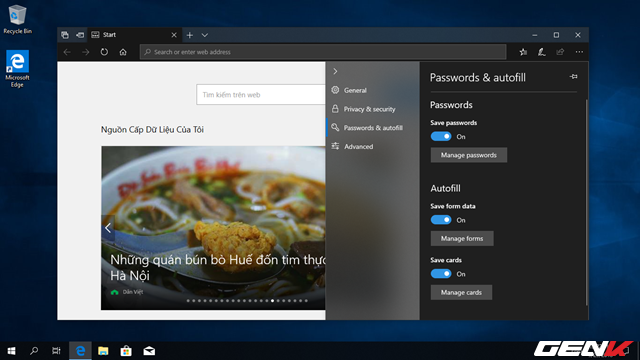 Recycle Bin
Microsoft
Edge
Start
Search or enter web address
Tìm kiếm trên web
Nguồn Cấp Dữ Liệu Của Tôi
Những quán bún bò Huế đốn tim thực
Hà Nội
Dân Việt
General
Privacy & security
Passwords & autofill
Advanced
Passwords & autofill
Passwords
Save passwords
On
Manage passwords
Autofill
Save form data
On
Manage forms
Save cards
On
Manage cards
GENK